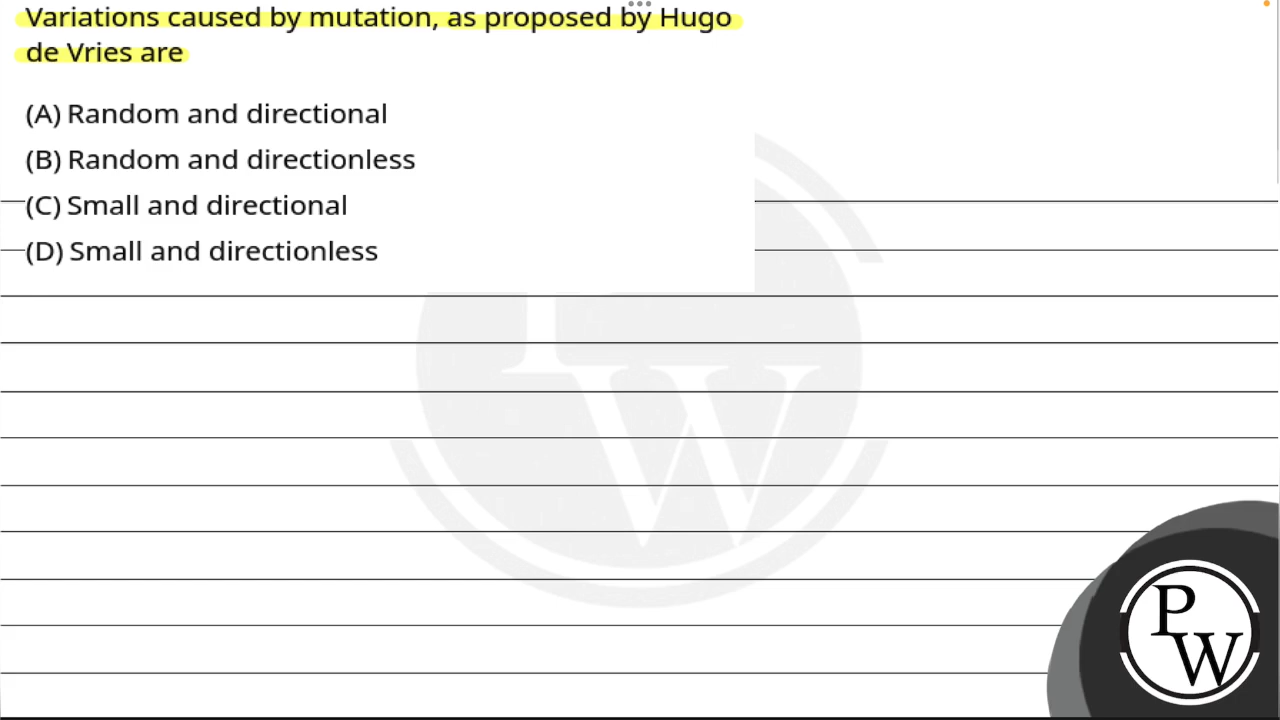 Variations caused by mutation, as proposed by Hugo
de Vries are
(A) Random and directional
(B) Random and directionless
(C) Small and directional
(D) Small and directionless
PW